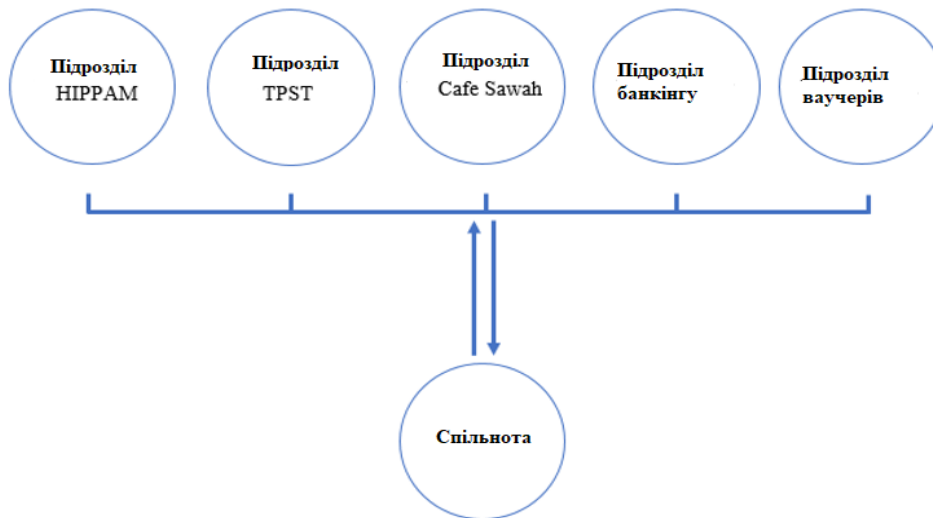 Підрозділ
HIPPAM
Підрозділ
TPST
Підрозділ
Cafe Sawah
Підрозділ
банкінгу
Підрозділ
ваучерів
Спільнота